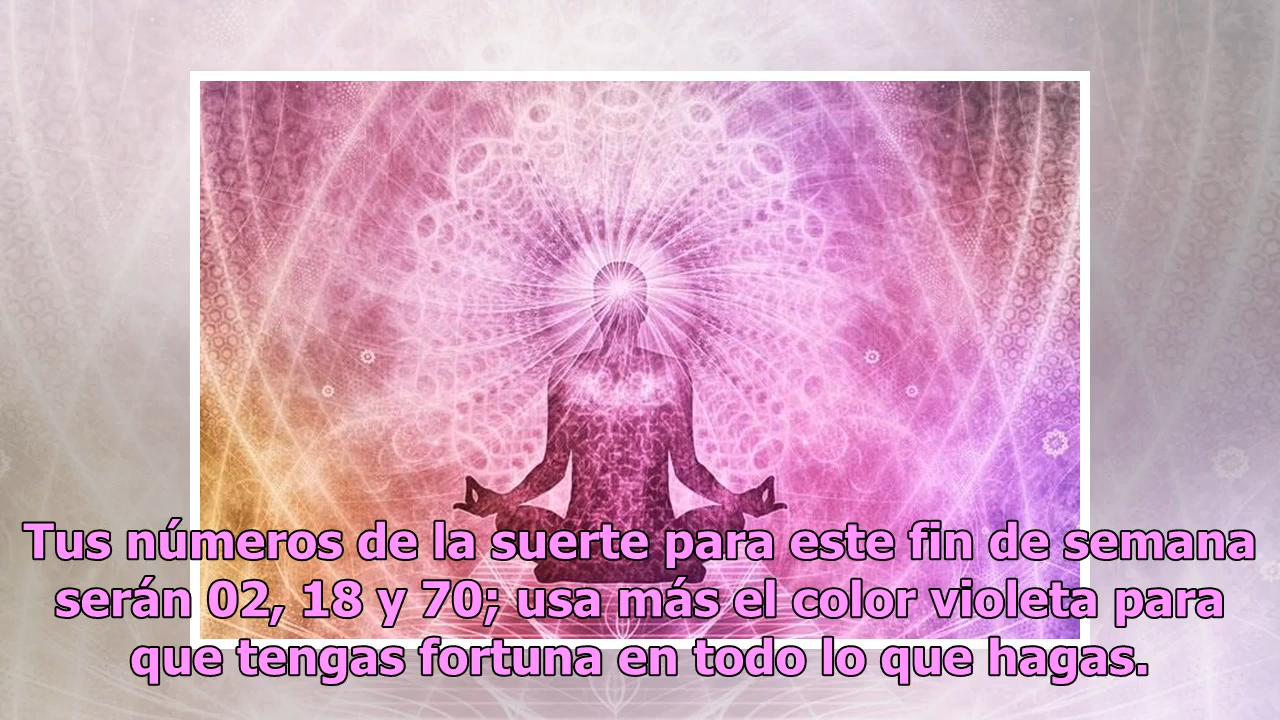 Tus números de la suerte para este fin de semana
serán 02, 18 y 70; usa más el color violeta para
que tengas fortuna en todo lo que hagas.